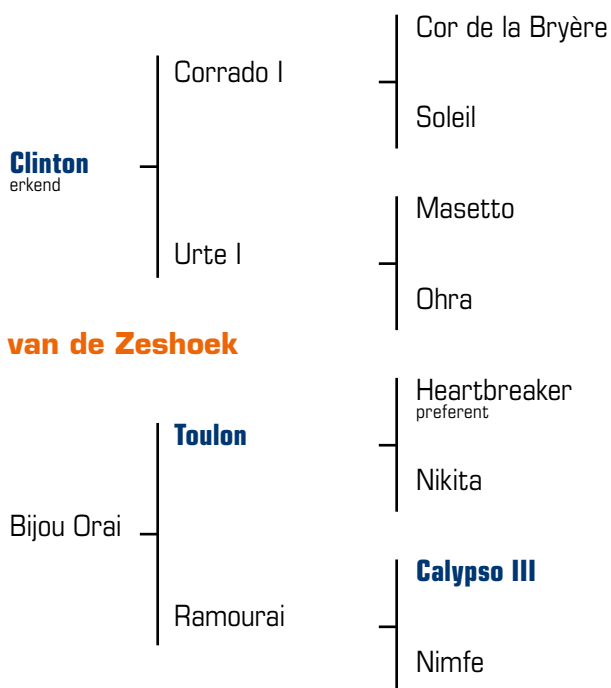 Cor de la Bryère
Corrado I
Soleil
Clinton
erkend
Masetto
Urte I
Ohra
van de Zeshoek
Heartbreaker
preferent
Toulon
Nikita
Bijou Orai
Calypso III
Ramourai
Nimfe